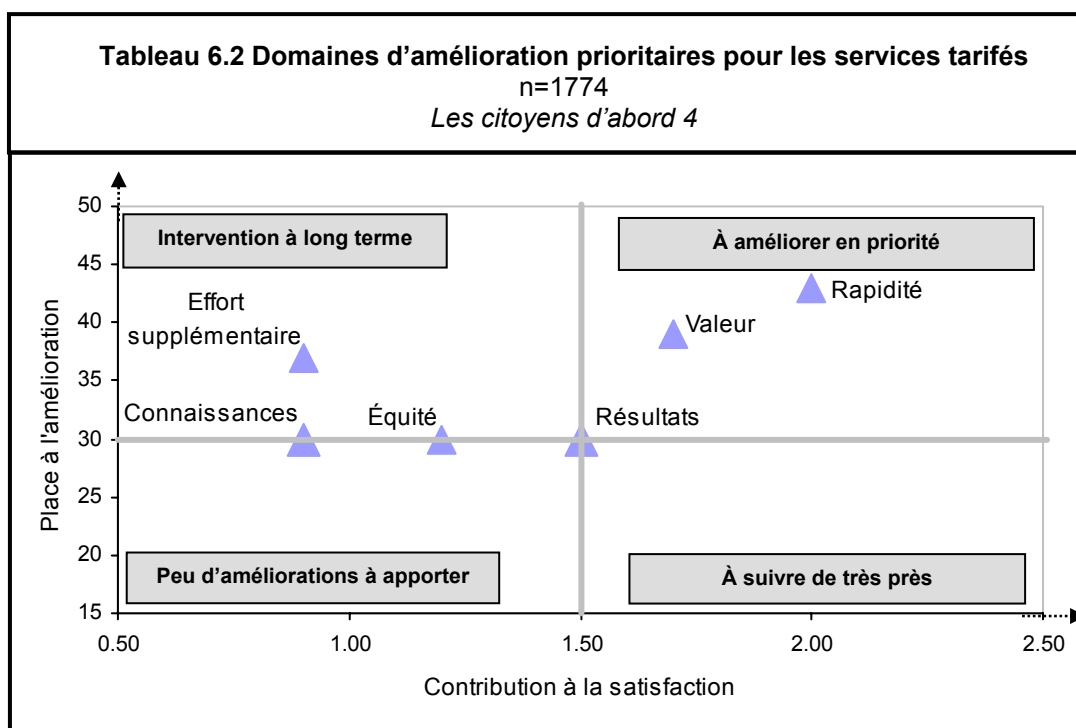 Tableau 6.2 Domaines d’amélioration prioritaires pour les services tarifés
n=1774
Les citoyens d’abord 4
Place à l'amélioration
50
45
40
35
30
25
20
15
Intervention à long terme
À améliorer en priorité
Effort
supplémentaire
Rapidité
Valeur
Connaissances
Équité
Résultats
Peu d’améliorations à apporter
À suivre de très près
0.50
1.00
1.50
2.00
2.50
Contribution à la satisfaction